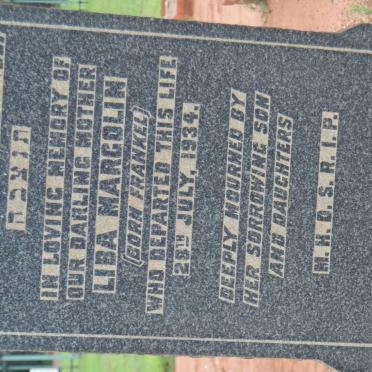 IN LOVING MEMORY OF
OUR DARLING MOTHER
LIBA MARGOLIN
(BORN FRANKEL)
WHO DEPARTED THIS LIFE
28TH JULY, 1934.
DEEPLY MOURNED BY
HER SORROWING SON
AND DAUGHTERS
M.H.D.S.R.I.P.